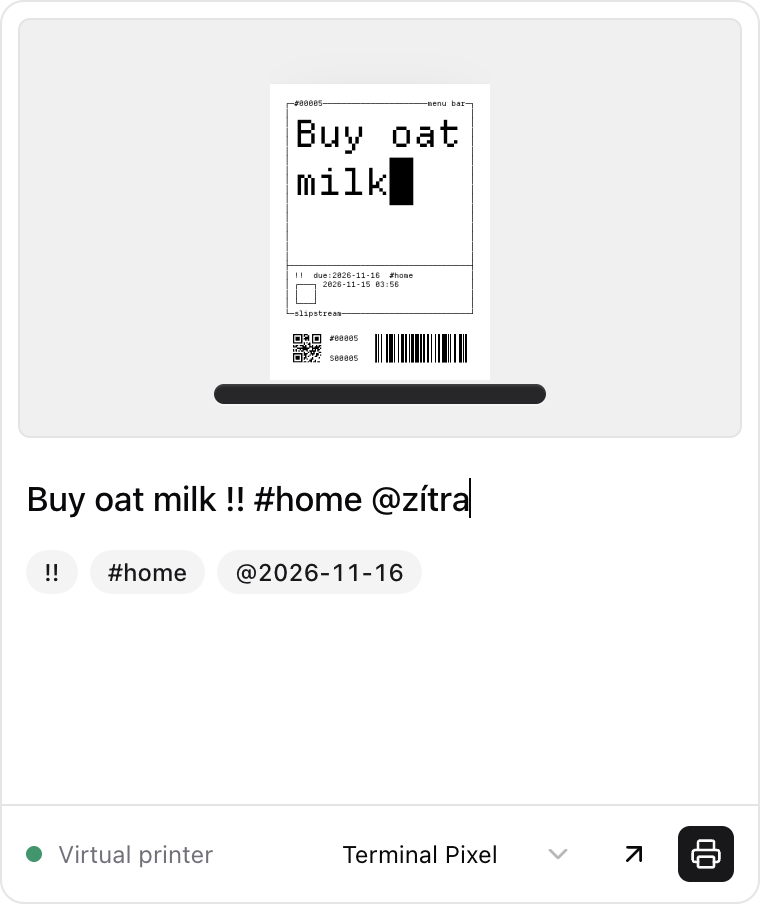 #00005 menu bar
Buy oat
milk
!! due:2026-11-16 #home
2026-11-15 03:56
slipstream
#00005
S00005
Buy oat milk !! #home @zítra
!! #home @2026-11-16
Virtual printer Terminal Pixel